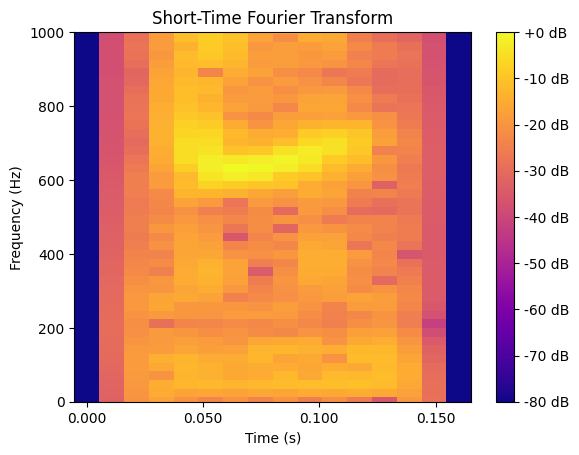 Short-Time Fourier Transform
1000
800
600
400
200
0
Frequency (Hz)
0.000
0.050
0.100
0.150
Time (s)
+0 dB
-10 dB
-20 dB
-30 dB
-40 dB
-50 dB
-60 dB
-70 dB
-80 dB